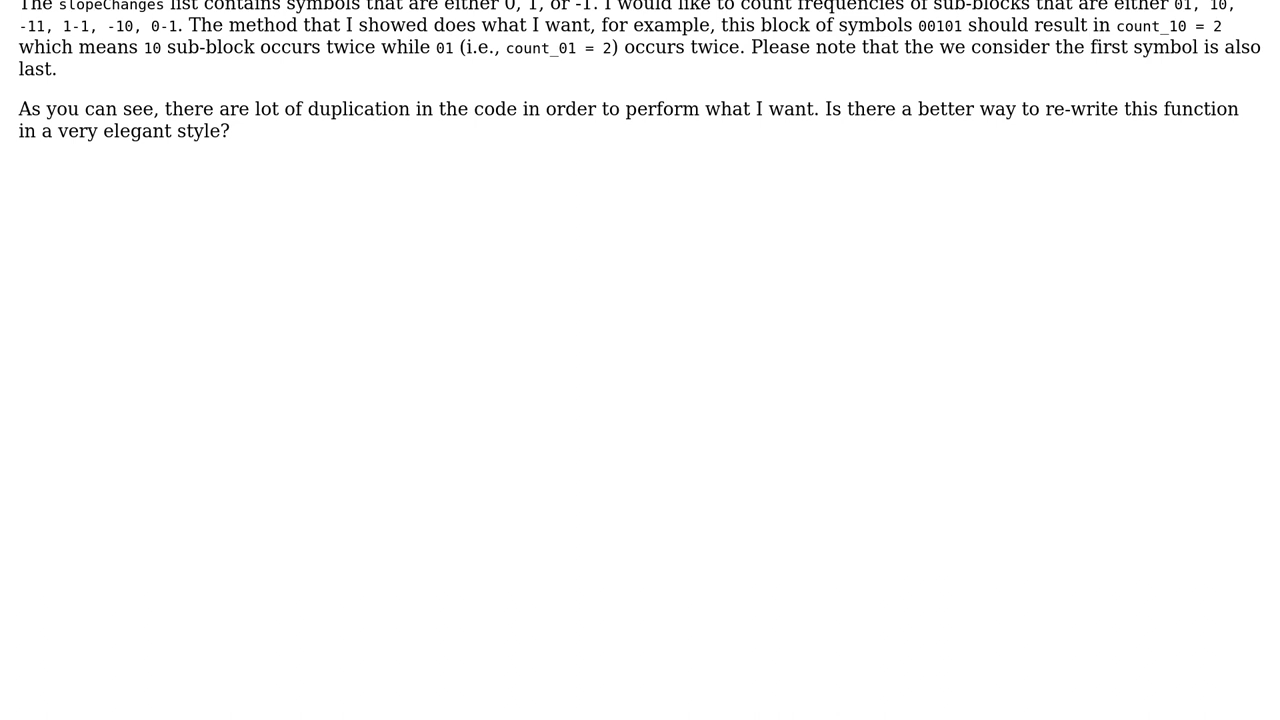 The slopeChanges list contains symbols that are either 0, 1, or -1. I would like to count frequencies of sub-blocks that are either 01, 10,
-11, 1-1, -10, 0-1. The method that I showed does what I want, for example, this block of symbols 00101 should result in count_10 = 2
which means 10 sub-block occurs twice while 01 (i.e., count_01 = 2) occurs twice. Please note that the we consider the first symbol is also
last.
As you can see, there are lot of duplication in the code in order to perform what I want. Is there a better way to re-write this function
in a very elegant style?